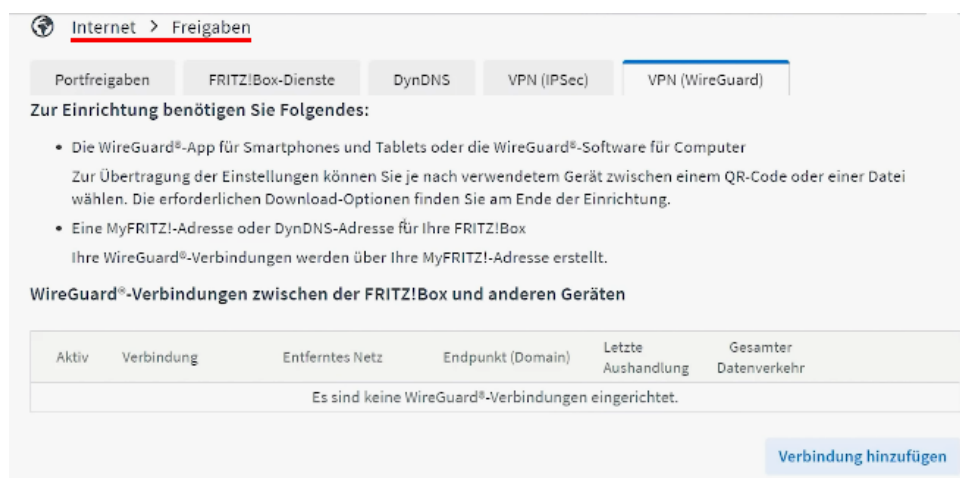 Internet > Freigaben
Portfreigaben FRITZ!Box-Dienste DynDNS VPN (IPSec) VPN (WireGuard)
Zur Einrichtung benötigen Sie Folgendes:
• Die WireGuard®-App für Smartphones und Tablets oder die WireGuard®-Software für Computer
Zur Übertragung der Einstellungen können Sie je nach verwendetem Gerät zwischen einem QR-Code oder einer Datei
wählen. Die erforderlichen Download-Optionen finden Sie am Ende der Einrichtung.
• Eine MyFRITZ!-Adresse oder DynDNS-Adresse für Ihre FRITZ!Box
Ihre WireGuard®-Verbindungen werden über Ihre MyFRITZ!-Adresse erstellt.
WireGuard®-Verbindungen zwischen der FRITZ!Box und anderen Geräten
Aktiv Verbindung Entferntes Netz Endpunkt (Domain) Letzte Aushandlung Gesamter Datenverkehr
Es sind keine WireGuard®-Verbindungen eingerichtet.
Verbindung hinzufügen